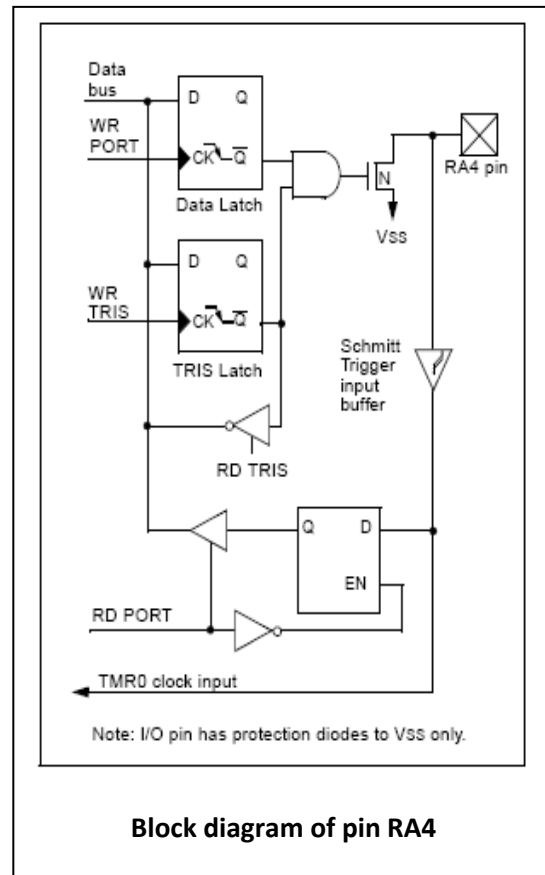 Data
bus
D Q
WR
PORT
CK Q
Data Latch
N
RA4 pin
VSS
D Q
WR
TRIS
CK Q
TRIS Latch
Schmitt
Trigger
input
buffer
RD TRIS
Q D
EN
RD PORT
TMR0 clock input
Note: I/O pin has protection diodes to VSS only.
Block diagram of pin RA4